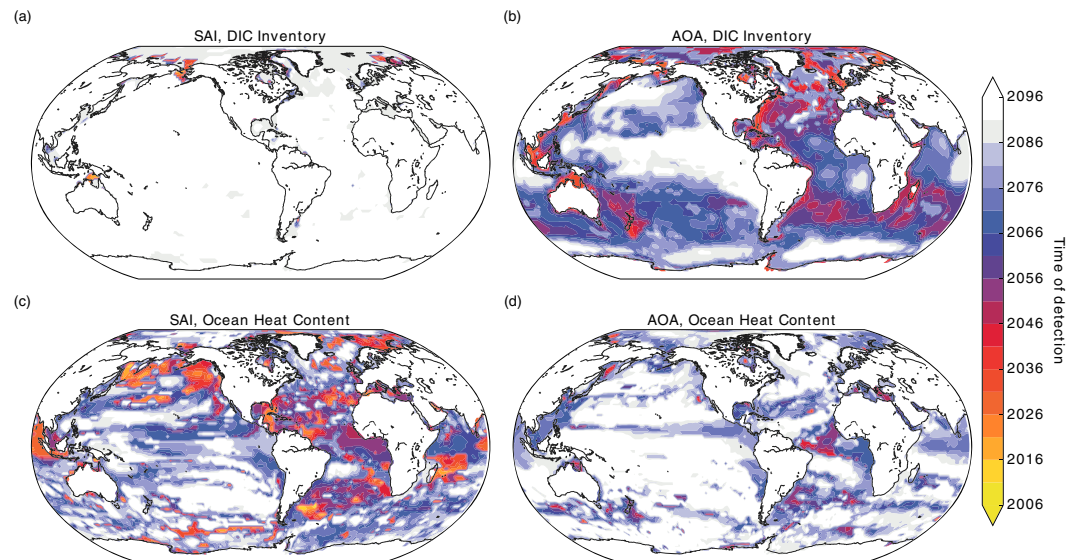 (a)
SAI, DIC Inventory
(b)
AOA, DIC Inventory
(c)
SAI, Ocean Heat Content
(d)
AOA, Ocean Heat Content
2096
2086
2076
2066
2056
2046
2036
2026
2016
2006
Time of detection